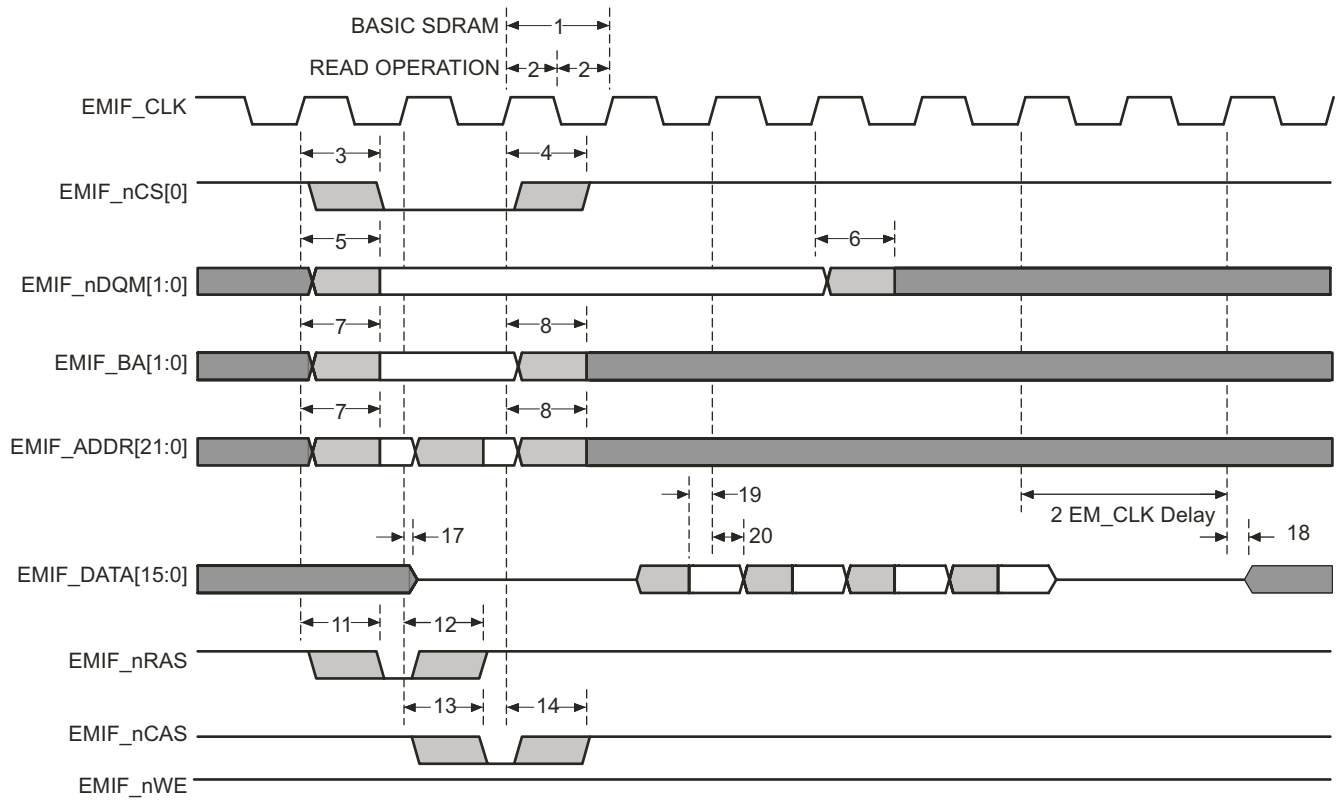 BASIC SDRAM 1
READ OPERATION 2 2
EMIF_CLK
3 4
EMIF_nCS[0]
5 6
EMIF_nDQM[1:0]
7 8
EMIF_BA[1:0]
7 8
EMIF_ADDR[21:0]
19
2 EM_CLK Delay
17 20 18
EMIF_DATA[15:0]
11 12
EMIF_nRAS
13 14
EMIF_nCAS
EMIF_nWE